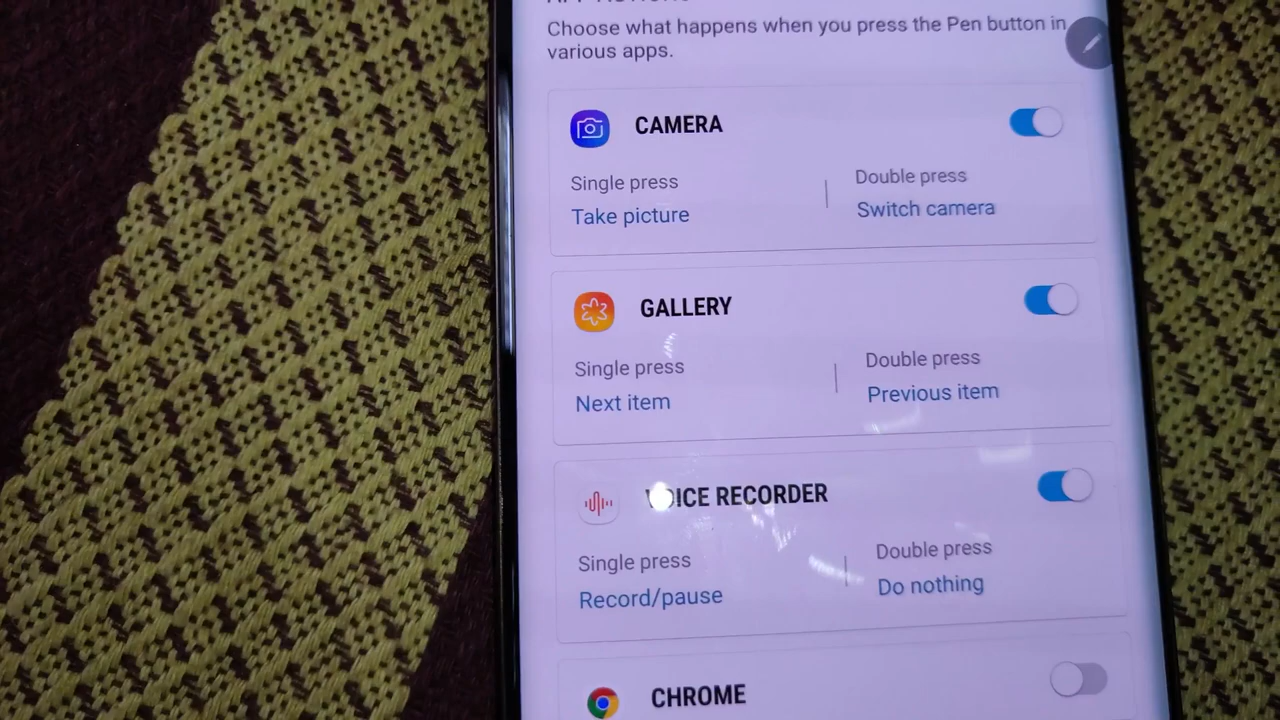 Choose what happens when you press the Pen button in
various apps.
CAMERA
Single press
Double press
Take picture
Switch camera
GALLERY
Single press
Double press
Next item
Previous item
VOICE RECORDER
Single press
Double press
Record/pause
Do nothing
CHROME